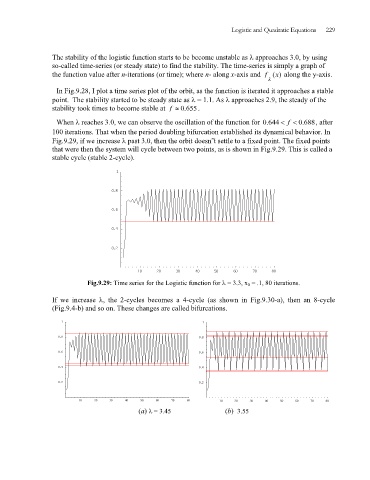 Logistic and Quadratic Equations 229
The stability of the logistic function starts to be become unstable as λ approaches 3.0, by using
so-called time-series (or steady state) to find the stability. The time-series is simply a graph of
the function value after n-iterations (or time); where n- along x-axis and f λ (x) along the y-axis.
In Fig.9.28, I plot a time series plot of the orbit, as the function is iterated it approaches a stable
point. The stability started to be steady state as λ = 1.1. As λ approaches 2.9, the steady of the
stability took times to become stable at f ≈ 0.655.
When λ reaches 3.0, we can observe the oscillation of the function for 0.644 < f < 0.688, after
100 iterations. That when the period doubling bifurcation established its dynamical behavior. In
Fig.9.29, if we increase λ past 3.0, then the orbit doesn't settle to a fixed point. The fixed points
that were then the system will cycle between two points, as is shown in Fig.9.29. This is called a
stable cycle (stable 2-cycle).
1
0.8
0.6
0.4
0.2
10 20 30 40 50 60 70 80
Fig.9.29: Time series for the Logistic function for λ = 3.3, x0 = .1, 80 iterations.
If we increase λ, the 2-cycles becomes a 4-cycle (as shown in Fig.9.30-a), then an 8-cycle
(Fig.9.4-b) and so on. These changes are called bifurcations.
1
0.8
0.6
0.4
0.2
10 20 30 40 50 60 70 80
1
0.8
0.6
0.4
0.2
10 20 30 40 50 60 70 80
(a) λ = 3.45 (b) 3.55